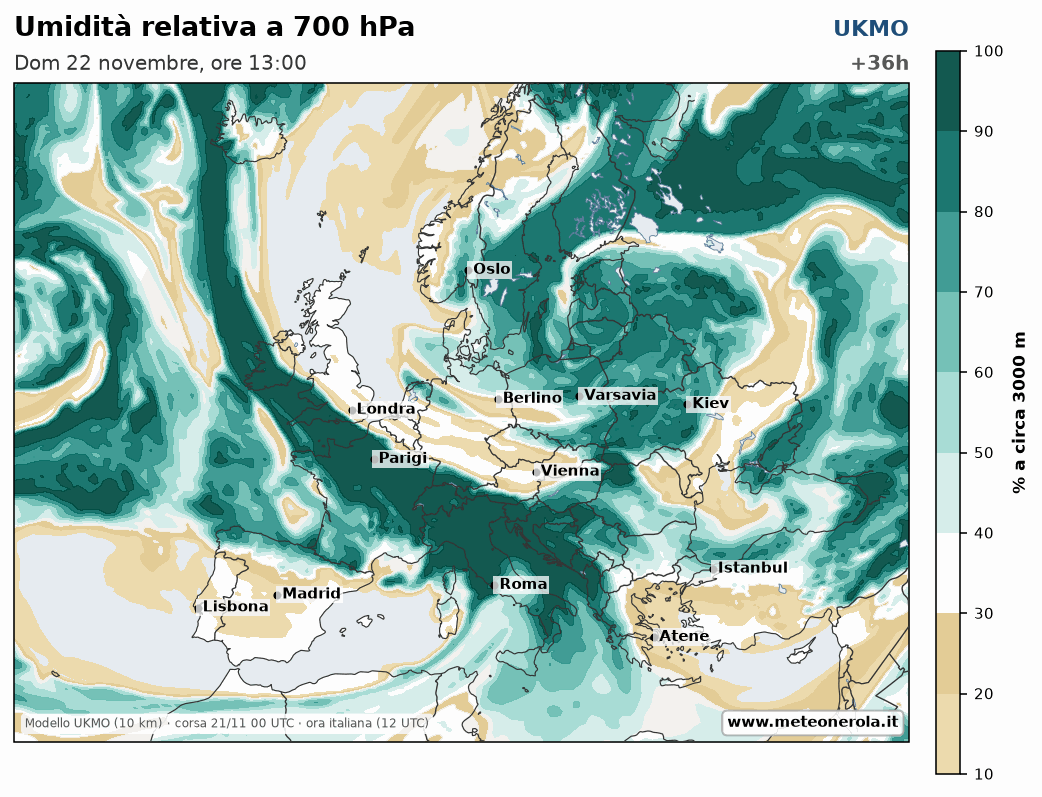 Umidità relativa a 700 hPa
UKMO
Dom 22 novembre, ore 13:00
+36h
100
90
80
70
60
50
40
30
20
10
% a circa 3000 m
Oslo
Berlino
Varsavia
Kiev
Londra
Parigi
Vienna
Istanbul
Roma
Madrid
Lisbona
Atene
Modello UKMO (10 km) · corsa 21/11 00 UTC · ora italiana (12 UTC)
www.meteonerola.it